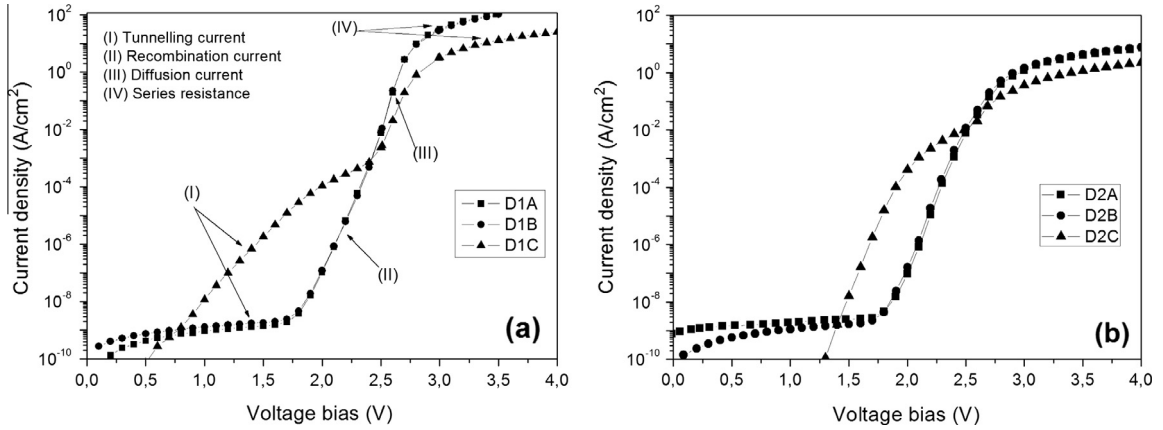 (I) Tunnelling current
(II) Recombination current
(III) Diffusion current
(IV) Series resistance
(IV)
(III)
(I)
(II)
D1A
D1B
D1C
(a)
10^2
10^0
10^-2
10^-4
10^-6
10^-8
10^-10
Current density (A/cm^2)
0,0 0,5 1,0 1,5 2,0 2,5 3,0 3,5 4,0
Voltage bias (V)
D2A
D2B
D2C
(b)
10^2
10^0
10^-2
10^-4
10^-6
10^-8
10^-10
Current density (A/cm^2)
0,0 0,5 1,0 1,5 2,0 2,5 3,0 3,5 4,0
Voltage bias (V)